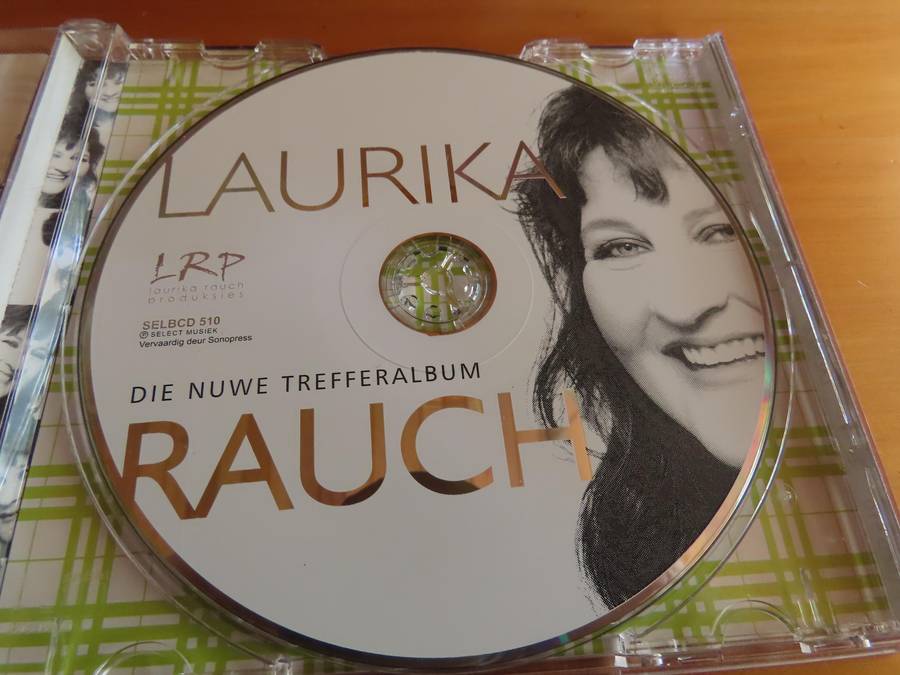 LAURIKA
LRP
laurika rauch
produksies
SELBCD 510
℗ SELECT MUSIEK
Vervaardig deur Sonopress
DIE NUWE TREFFERALBUM
RAUCH